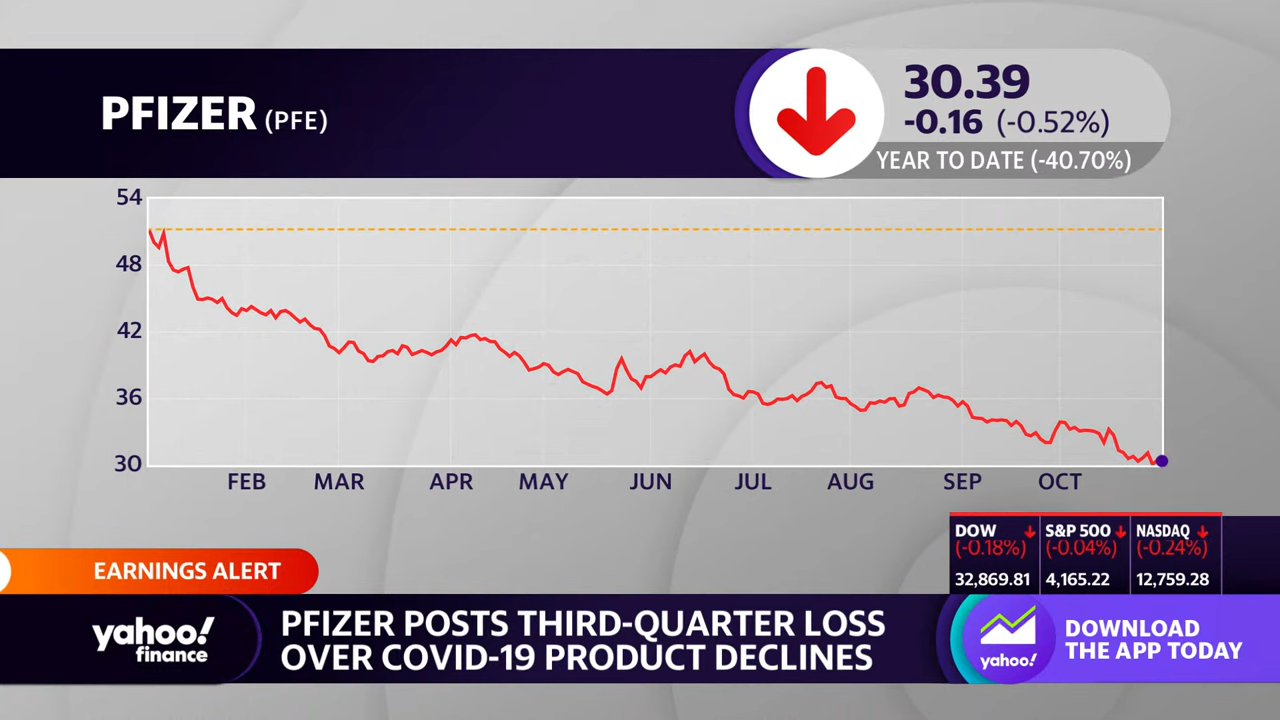 PFIZER (PFE)
30.39
-0.16 (-0.52%)
YEAR TO DATE (-40.70%)
54
48
42
36
30
FEB MAR APR MAY JUN JUL AUG SEP OCT
DOW S&P 500 NASDAQ
(-0.18%) (-0.04%) (-0.24%)
32,869.81 4,165.22 12,759.28
EARNINGS ALERT
yahoo!
finance
PFIZER POSTS THIRD-QUARTER LOSS
OVER COVID-19 PRODUCT DECLINES
yahoo!
DOWNLOAD
THE APP TODAY